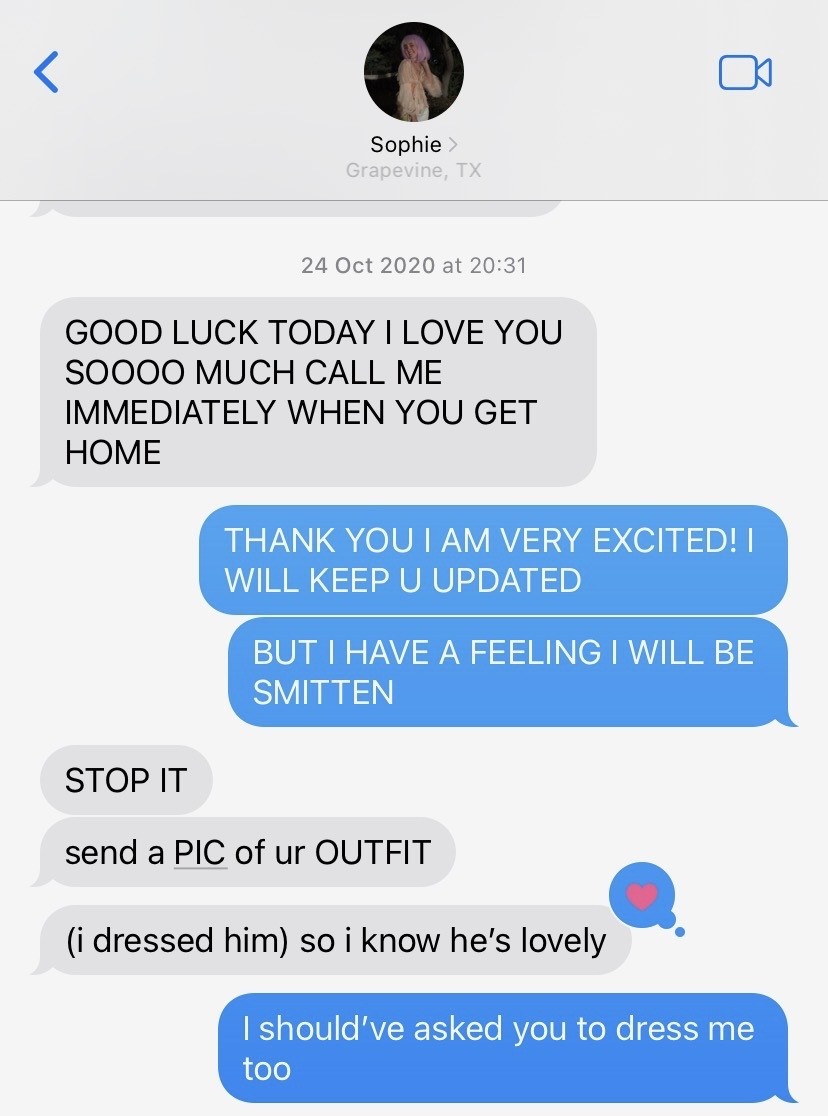 Sophie
Grapevine, TX
24 Oct 2020 at 20:31
GOOD LUCK TODAY I LOVE YOU
SOOOO MUCH CALL ME
IMMEDIATELY WHEN YOU GET
HOME
THANK YOU I AM VERY EXCITED! I
WILL KEEP U UPDATED
BUT I HAVE A FEELING I WILL BE
SMITTEN
STOP IT
send a PIC of ur OUTFIT
(i dressed him) so i know he’s lovely
I should’ve asked you to dress me
too